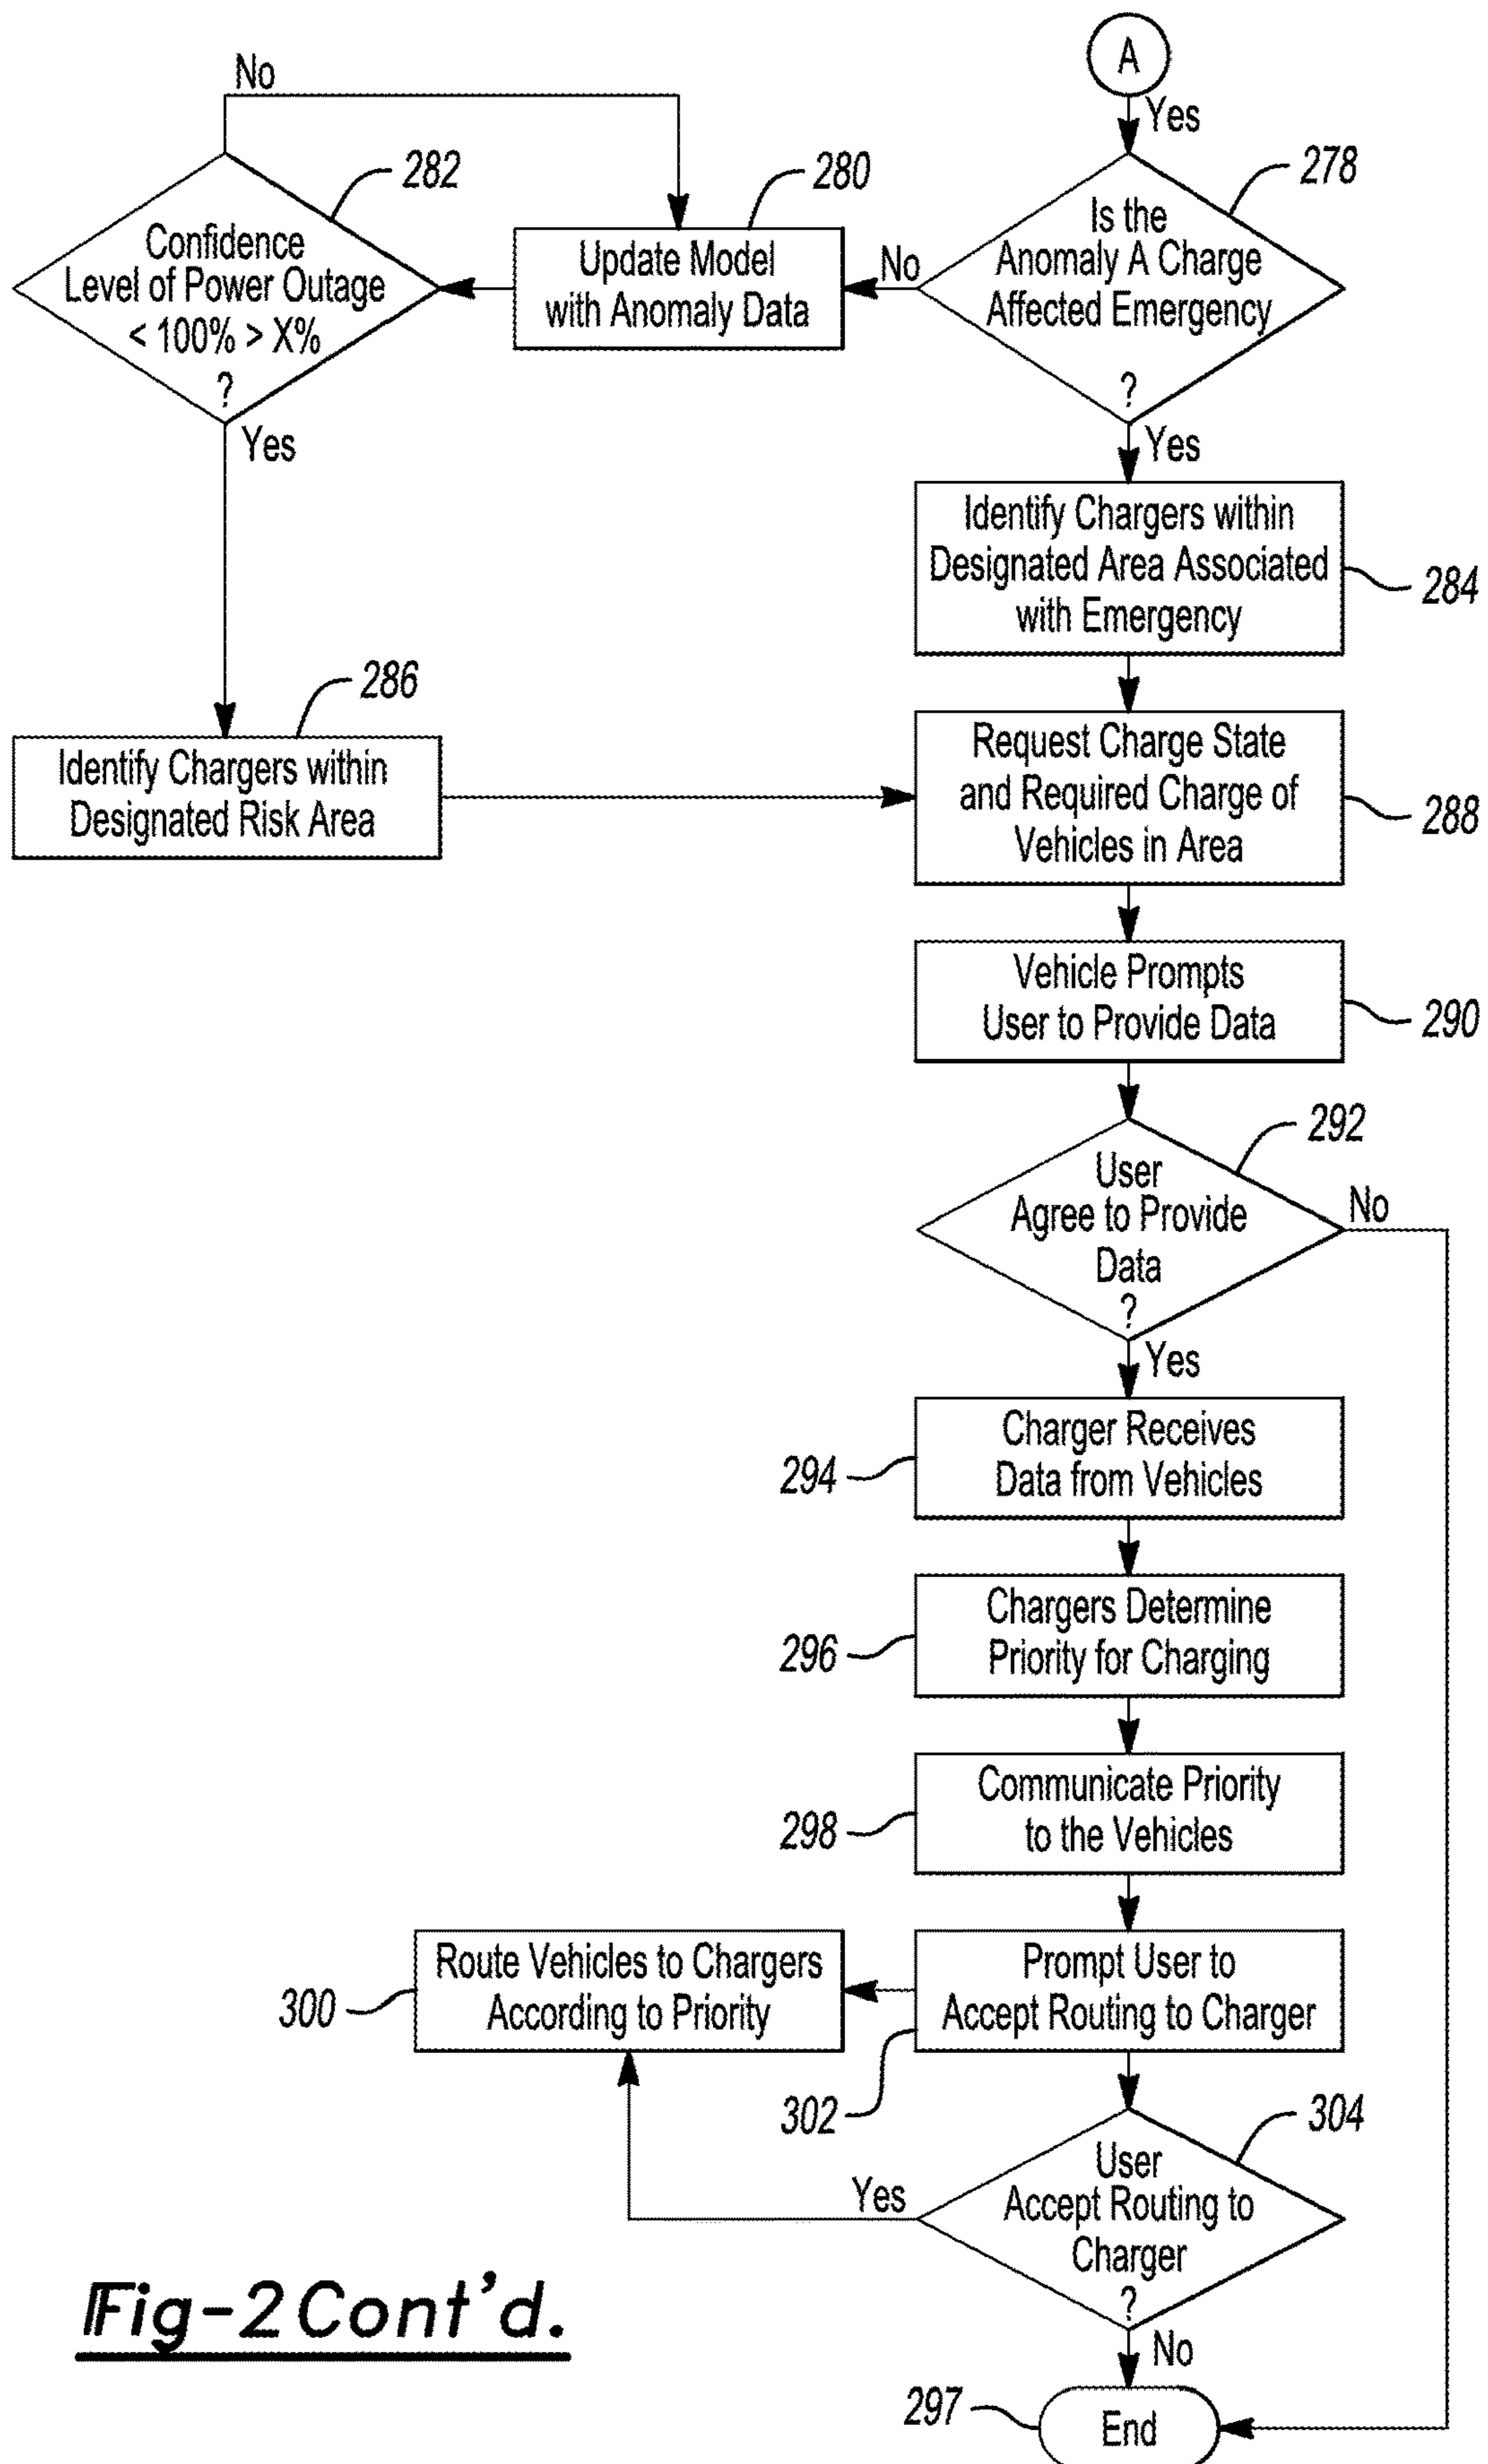 A
Yes
No
282
280
278
Confidence
Level of Power Outage
< 100% > X%
?
Update Model
with Anomaly Data
No
Is the
Anomaly A Charge
Affected Emergency
?
Yes
Yes
Identify Chargers within
Designated Area Associated
with Emergency
284
286
Identify Chargers within
Designated Risk Area
Request Charge State
and Required Charge of
Vehicles in Area
288
Vehicle Prompts
User to Provide Data
290
292
User
Agree to Provide
Data
?
No
Yes
294
Charger Receives
Data from Vehicles
296
Chargers Determine
Priority for Charging
298
Communicate Priority
to the Vehicles
300
Route Vehicles to Chargers
According to Priority
Prompt User to
Accept Routing to Charger
302
304
Yes
User
Accept Routing to
Charger
?
No
Fig-2 Cont'd.
297
End